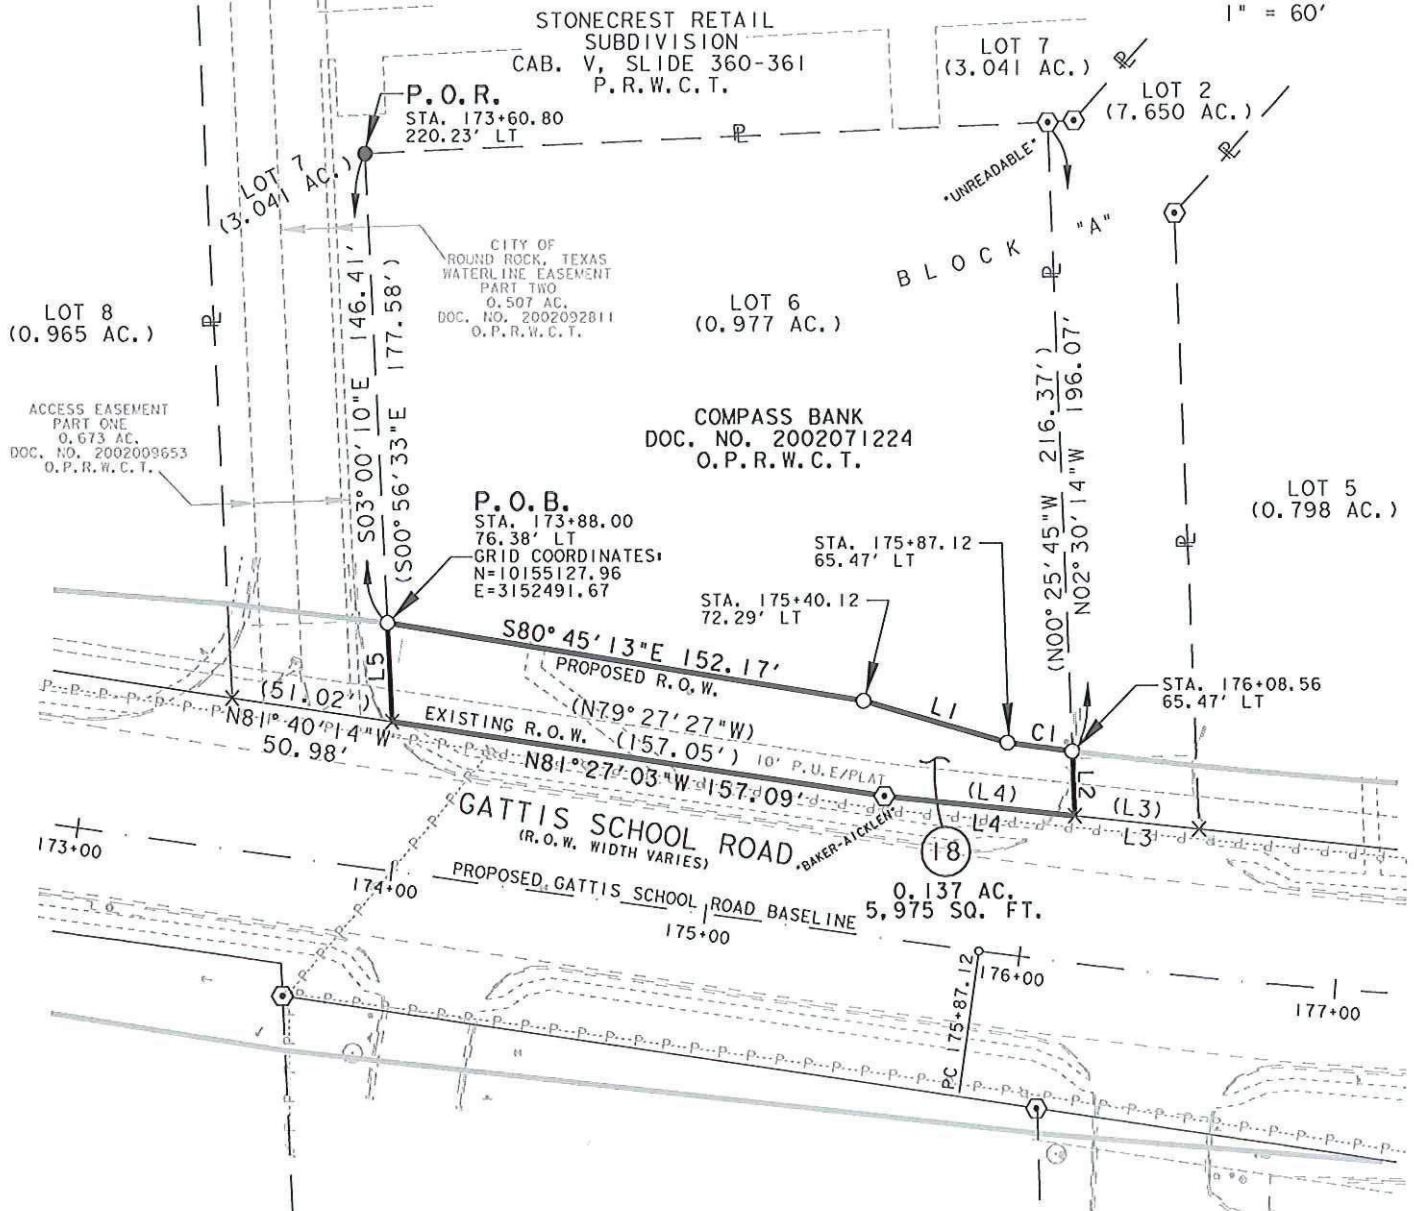 STONECREST RETAIL
SUBDIVISION
CAB. V, SLIDE 360-361
P.R.W.C.T.
1" = 60'
LOT 7
(3.041 AC.)
LOT 2
(7.650 AC.)
P.O.R.
STA. 173+60.80
220.23' LT
LOT 7
(3.041 AC.)
"UNREADABLE"
BLOCK "A"
CITY OF
ROUND ROCK, TEXAS
WATERLINE EASEMENT
PART TWO
0.507 AC.
DOC. NO. 2002092811
O.P.R.W.C.T.
LOT 8
(0.965 AC.)
LOT 6
(0.977 AC.)
S03°00'10"E 146.41'
(S00°56'33"E 177.58')
(N00°25'45"W 216.37')
N02°30'14"W 196.07'
ACCESS EASEMENT
PART ONE
0.673 AC.
DOC. NO. 2002009653
O.P.R.W.C.T.
COMPASS BANK
DOC. NO. 2002071224
O.P.R.W.C.T.
LOT 5
(0.798 AC.)
P.O.B.
STA. 173+88.00
76.38' LT
GRID COORDINATES:
N=10155127.96
E=3152491.67
STA. 175+87.12
65.47' LT
STA. 175+40.12
72.29' LT
STA. 176+08.56
65.47' LT
S80°45'13"E 152.17'
PROPOSED R.O.W.
L5
L1
C1
L2
(51.02')
N81°40'14"W
50.98'
EXISTING R.O.W.
(N79°27'27"W)
(157.05')
10' P.U.E/PLAT
N81°27'03"W 157.09'
(L4)
L4
(L3)
L3
GATTIS SCHOOL ROAD
(R.O.W. WIDTH VARIES)
"BAKER-AICKLEN"
18
0.137 AC.
5,975 SQ. FT.
173+00
174+00
PROPOSED GATTIS SCHOOL ROAD BASELINE
175+00
PC 175+87.12
176+00
177+00